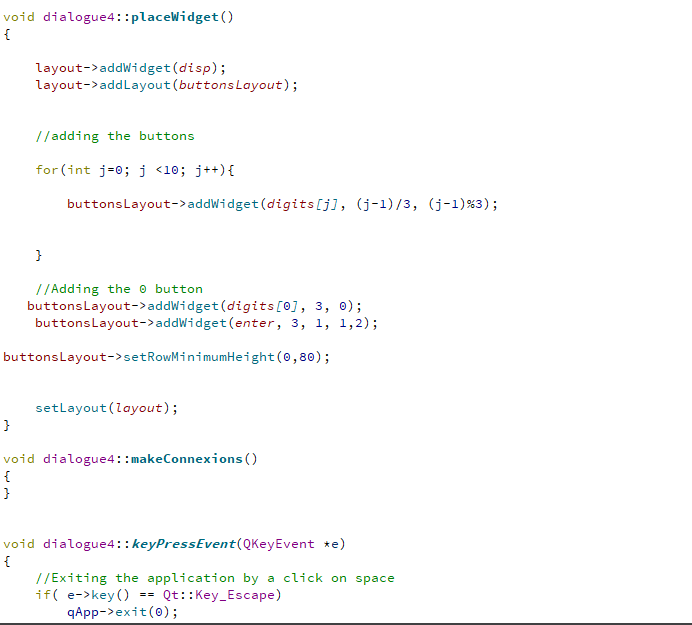 void dialogue4::placeWidget()
{
layout->addWidget(disp);
layout->addLayout(buttonsLayout);
//adding the buttons
for(int j=0; j <10; j++){
buttonsLayout->addWidget(digits[j], (j-1)/3, (j-1)%3);
}
//Adding the 0 button
buttonsLayout->addWidget(digits[0], 3, 0);
buttonsLayout->addWidget(enter, 3, 1, 1,2);
buttonsLayout->setRowMinimumHeight(0,80);
setLayout(layout);
}
void dialogue4::makeConnexions()
{
}
void dialogue4::keyPressEvent(QKeyEvent *e)
{
//Exiting the application by a click on space
if( e->key() == Qt::Key_Escape)
qApp->exit(0);